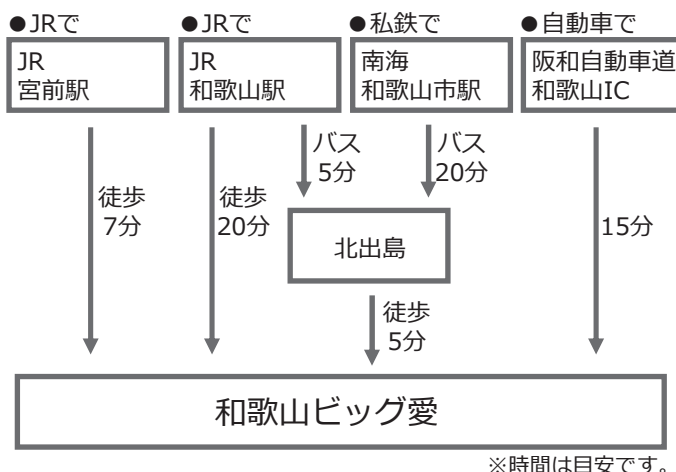 ●JRで
●JRで
●私鉄で
●自動車で
JR
宮前駅
JR
和歌山駅
南海
和歌山市駅
阪和自動車道
和歌山IC
徒歩
7分
徒歩
20分
バス
5分
バス
20分
15分
北出島
徒歩
5分
和歌山ビッグ愛
※時間は目安です。